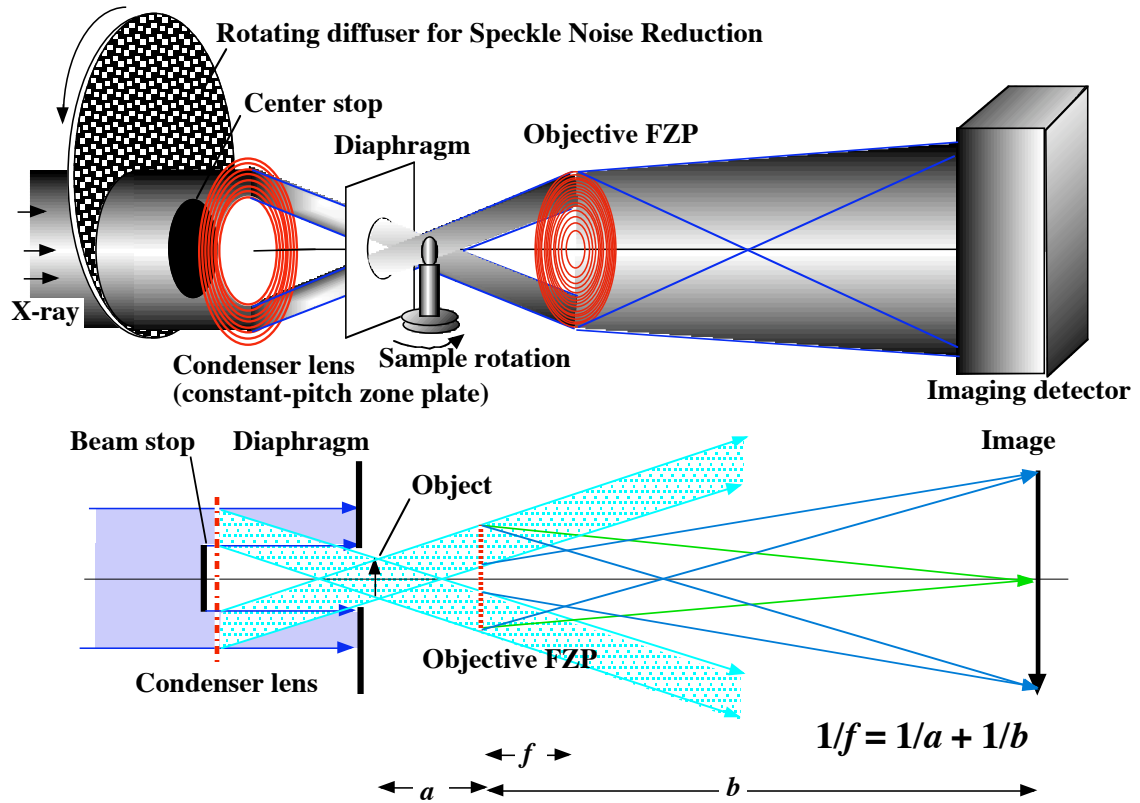 Rotating diffuser for Speckle Noise Reduction
Center stop
Diaphragm
Objective FZP
X-ray
Condenser lens
(constant-pitch zone plate)
Sample rotation
Imaging detector
Beam stop
Diaphragm
Object
Image
Objective FZP
Condenser lens
1/f = 1/a + 1/b
f
a
b